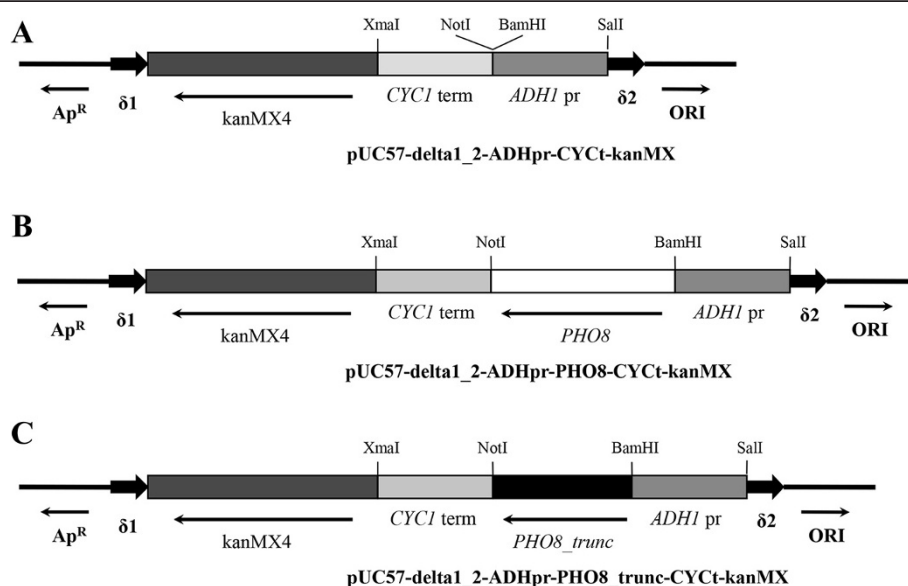 A
XmaI NotI BamHI SalI
Ap^R δ1 kanMX4 CYC1 term ADH1 pr δ2 ORI
pUC57-delta1_2-ADHpr-CYCt-kanMX
B
XmaI NotI BamHI SalI
Ap^R δ1 kanMX4 CYC1 term PHO8 ADH1 pr δ2 ORI
pUC57-delta1_2-ADHpr-PHO8-CYCt-kanMX
C
XmaI NotI BamHI SalI
Ap^R δ1 kanMX4 CYC1 term PHO8_trunc ADH1 pr δ2 ORI
pUC57-delta1_2-ADHpr-PHO8_trunc-CYCt-kanMX